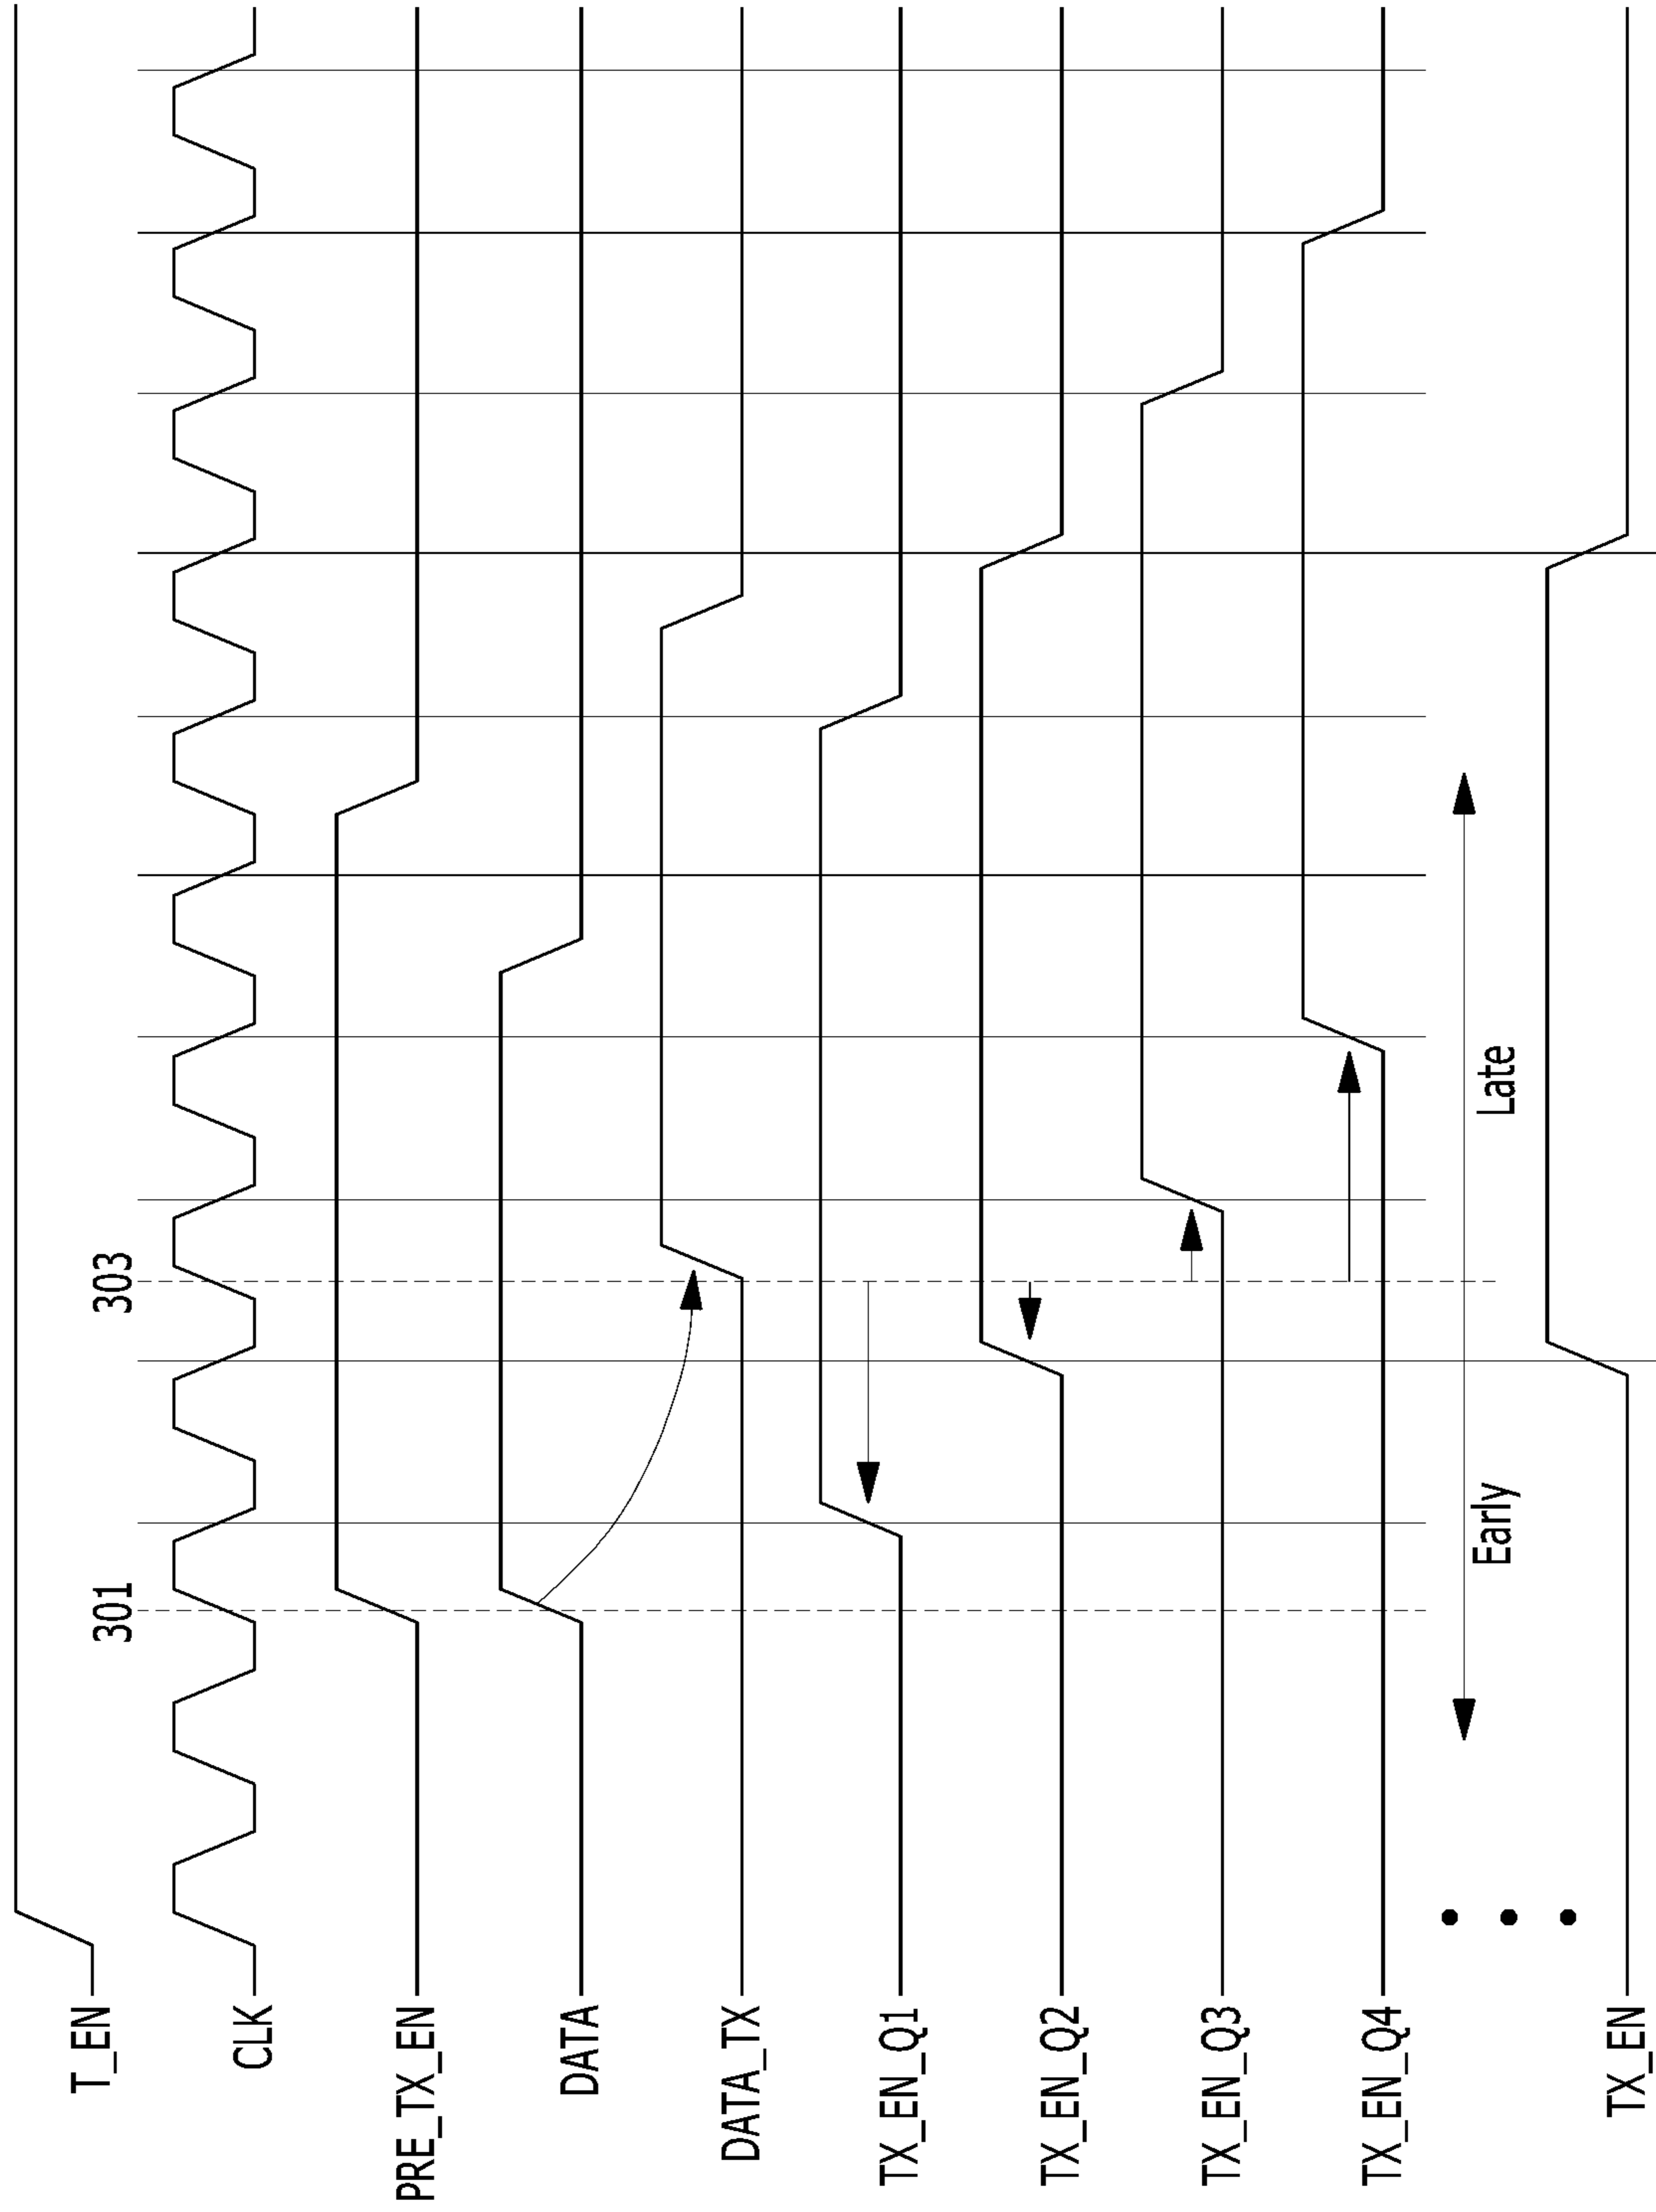 T_EN
301
303
CLK
PRE_TX_EN
DATA
DATA_TX
TX_EN_Q1
TX_EN_Q2
TX_EN_Q3
TX_EN_Q4
Early
Late
TX_EN